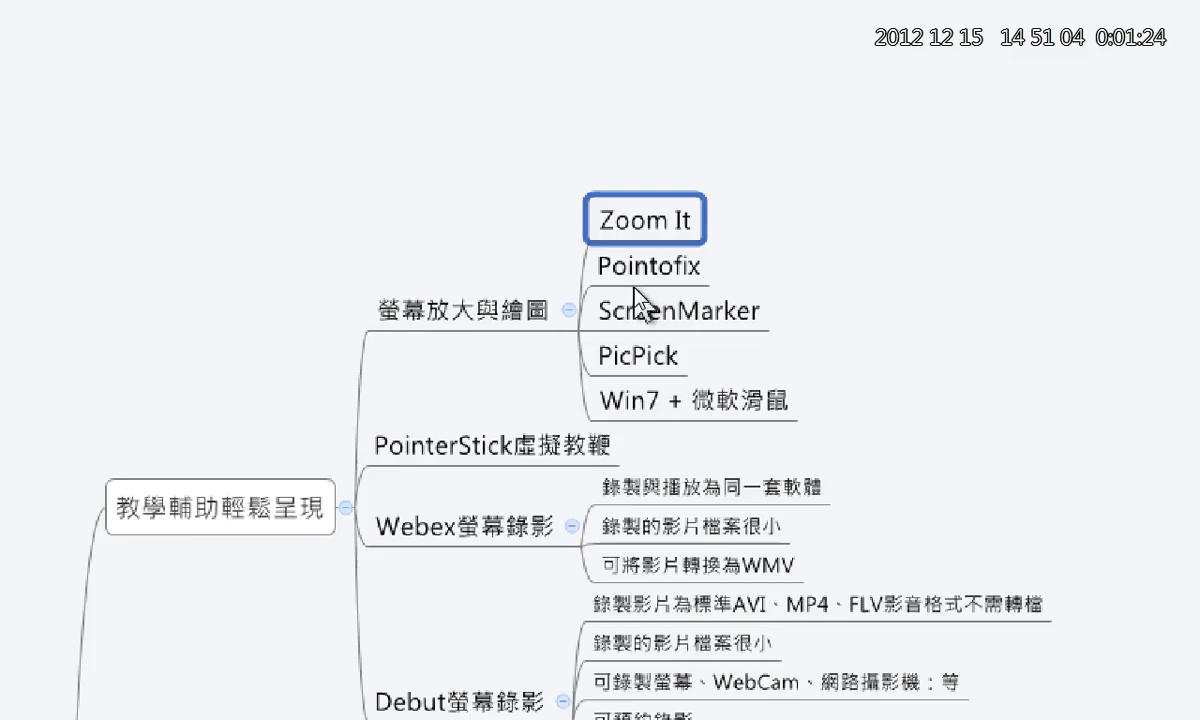 2012 12 15 14 51 04 0:01:24
Zoom It
Pointofix
螢幕放大與繪圖
ScreenMarker
PicPick
Win7 + 微軟滑鼠
PointerStick虛擬教鞭
教學輔助輕鬆呈現
Webex螢幕錄影
錄製與播放為同一套軟體
錄製的影片檔案很小
可將影片轉換為WMV
Debut螢幕錄影
錄製影片為標準AVI、MP4、FLV影音格式不需轉檔
錄製的影片檔案很小
可錄製螢幕、WebCam、網路攝影機：等
可預約錄影